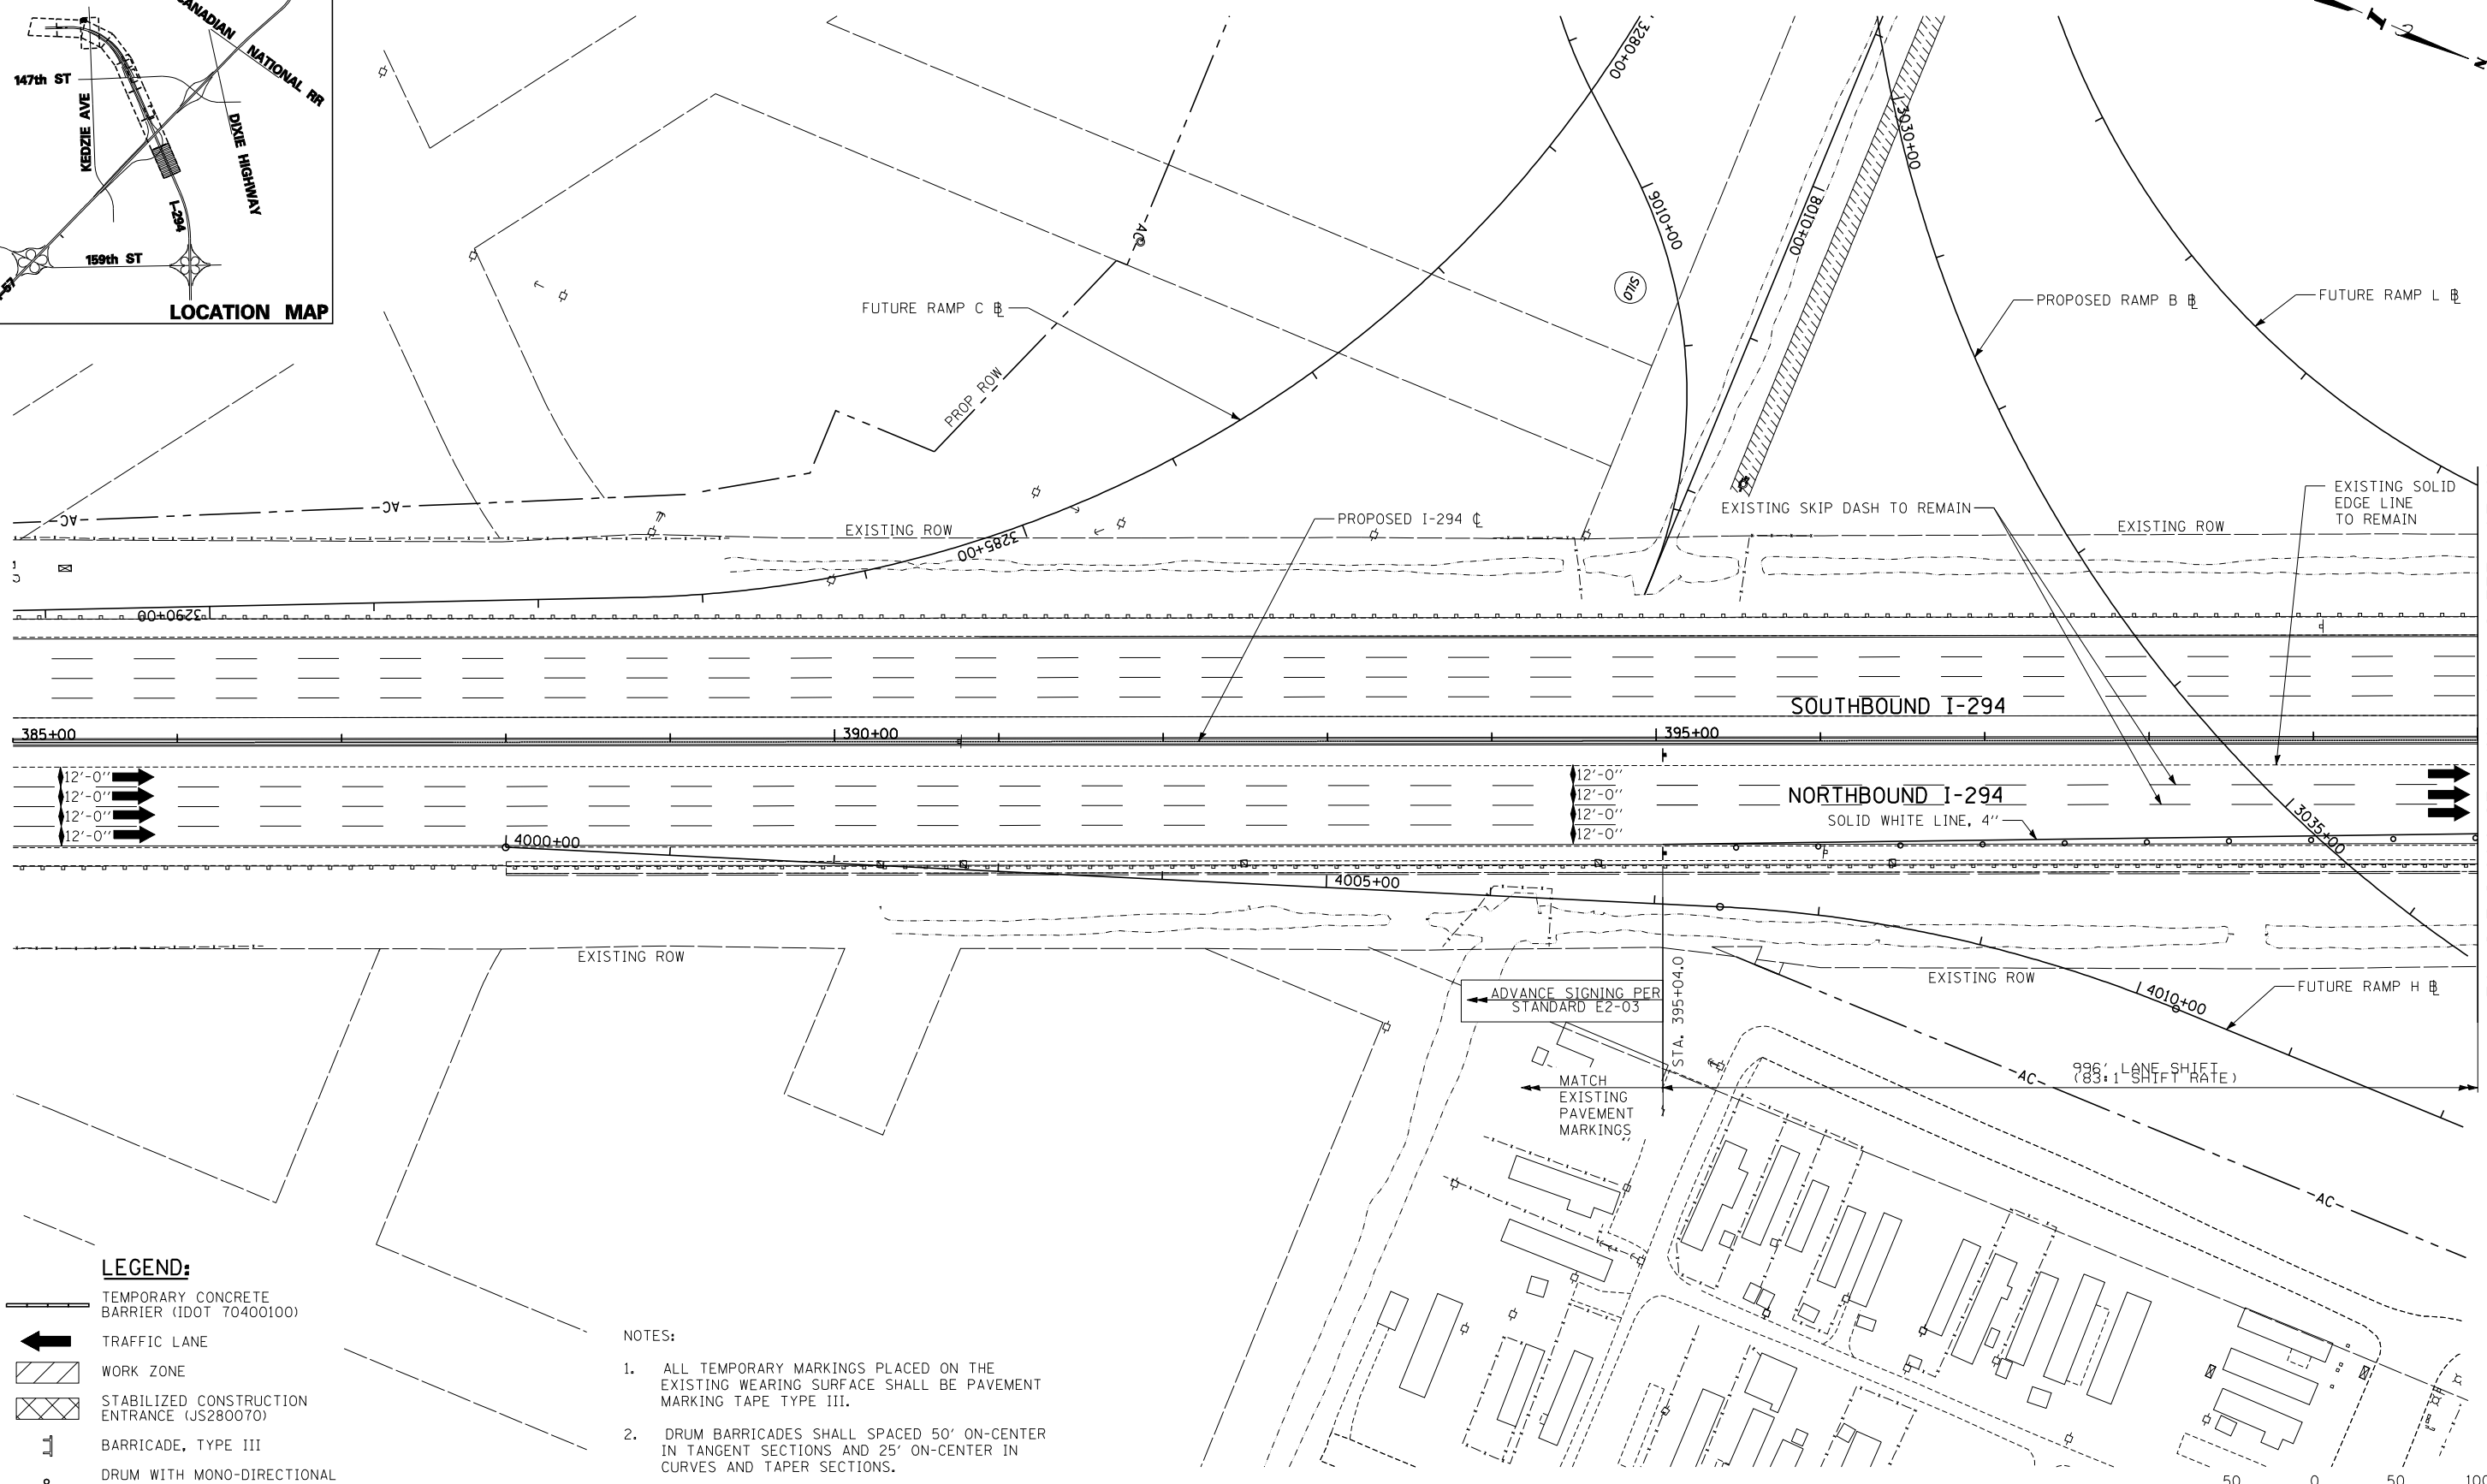 CANADIAN NATIONAL RR
147th ST
KEDZIE AVE
DIXIE HIGHWAY
I-294
159th ST
LOCATION MAP
3280+00
3030+00
9010+00
8010+00
SILO
FUTURE RAMP C ℄
PROPOSED RAMP B ℄
FUTURE RAMP L ℄
AC
PROP ROW
AC
AC
EXISTING ROW
3285+00
PROPOSED I-294 ℄
EXISTING SKIP DASH TO REMAIN
EXISTING ROW
EXISTING SOLID
EDGE LINE
TO REMAIN
3290+00
SOUTHBOUND I-294
385+00
390+00
395+00
12'-0''
12'-0''
12'-0''
12'-0''
12'-0''
12'-0''
12'-0''
12'-0''
NORTHBOUND I-294
SOLID WHITE LINE, 4''
3035+00
4000+00
4005+00
EXISTING ROW
EXISTING ROW
4010+00
FUTURE RAMP H ℄
ADVANCE SIGNING PER
STANDARD E2-03
STA. 395+04.0
MATCH
EXISTING
PAVEMENT
MARKINGS
996' LANE SHIFT
(83:1 SHIFT RATE)
AC
AC
LEGEND:
TEMPORARY CONCRETE
BARRIER (IDOT 70400100)
TRAFFIC LANE
WORK ZONE
STABILIZED CONSTRUCTION
ENTRANCE (JS280070)
BARRICADE, TYPE III
DRUM WITH MONO-DIRECTIONAL
NOTES:
1. ALL TEMPORARY MARKINGS PLACED ON THE
EXISTING WEARING SURFACE SHALL BE PAVEMENT
MARKING TAPE TYPE III.
2. DRUM BARRICADES SHALL SPACED 50' ON-CENTER
IN TANGENT SECTIONS AND 25' ON-CENTER IN
CURVES AND TAPER SECTIONS.
50 0 50 100